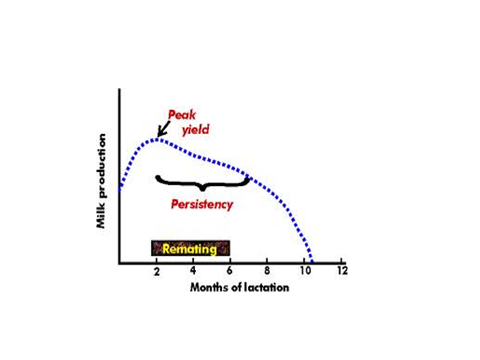 Peak
yield
Milk production
Persistency
Remating
2 4 6 8 10 12
Months of lactation